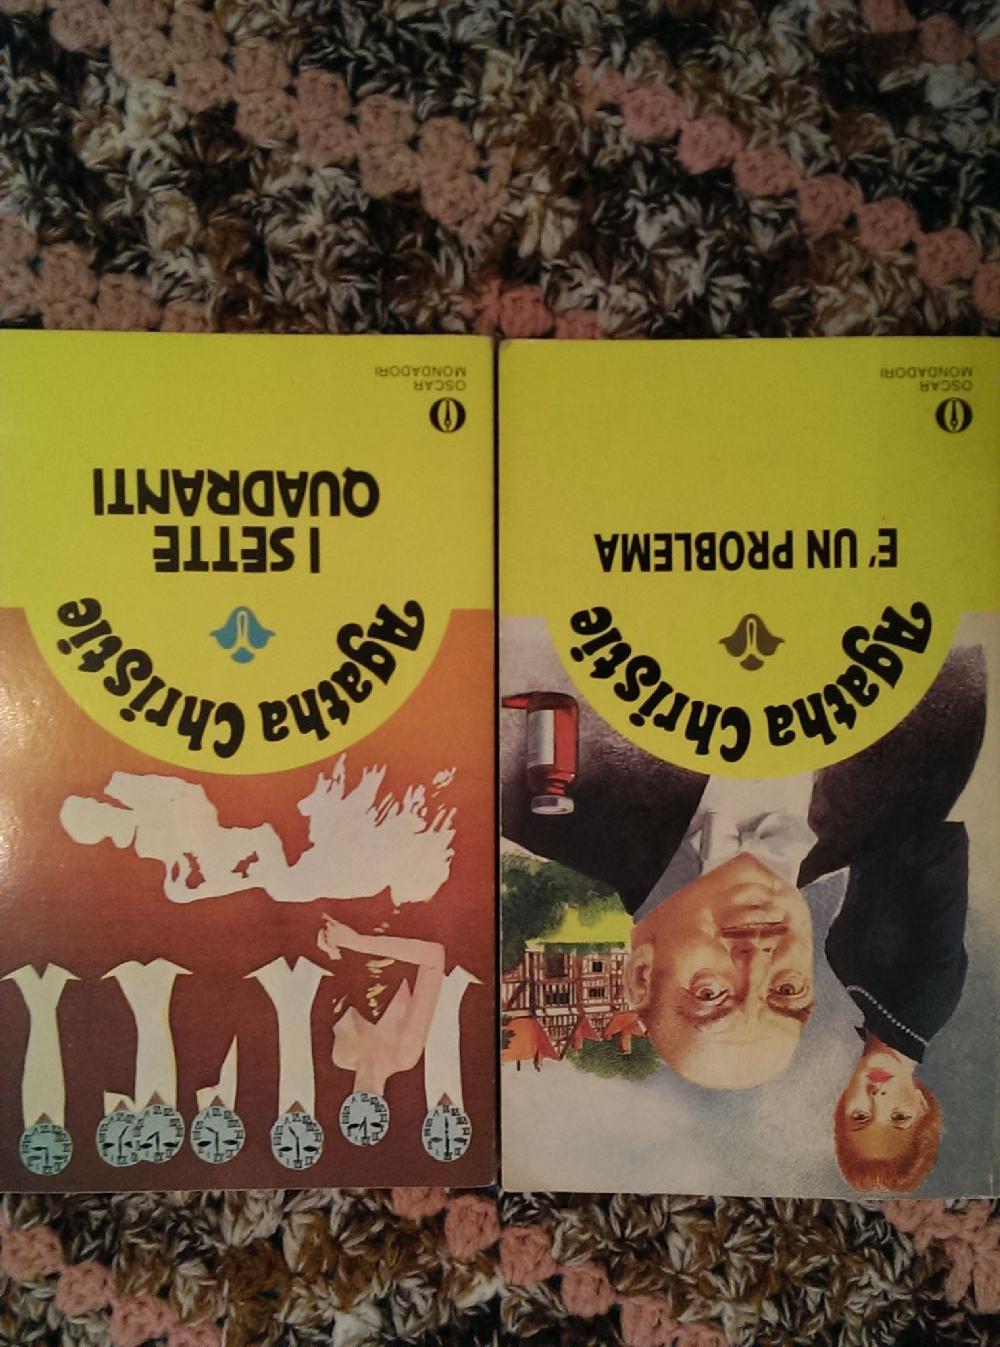 Agatha Christie
E' UN PROBLEMA
OSCAR
MONDADORI
Agatha Christie
I SETTE
QUADRANTI
OSCAR
MONDADORI